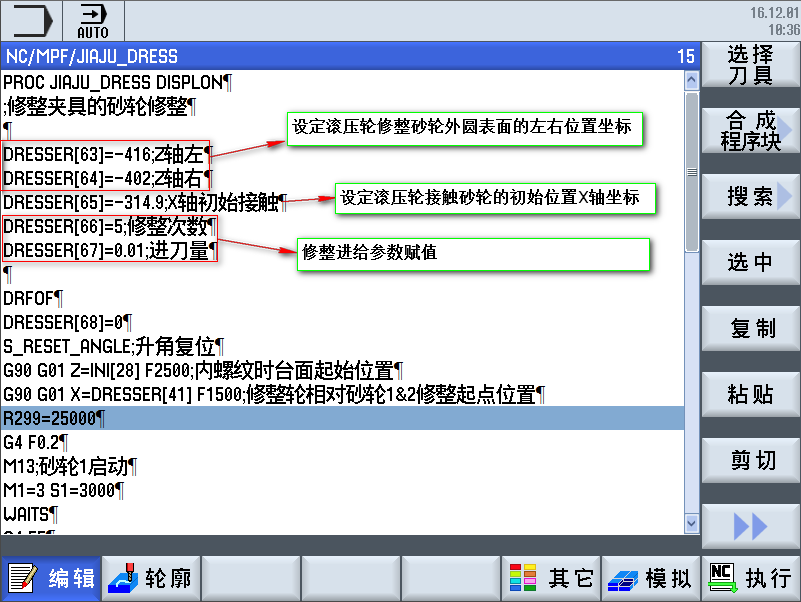 AUTO
16.12.01
10:36
NC/MPF/JIAJU_DRESS 15
PROC JIAJU_DRESS DISPLON¶
;修整夹具的砂轮修整¶
¶
DRESSER[63]=-416;Z轴左¶
DRESSER[64]=-402;Z轴右¶
DRESSER[65]=-314.9;X轴初始接触¶
DRESSER[66]=5;修整次数¶
DRESSER[67]=0.01;进刀量¶
¶
DRFOF¶
DRESSER[68]=0¶
S_RESET_ANGLE;升角复位¶
G90 G01 Z=INI[28] F2500;内螺纹时台面起始位置¶
G90 G01 X=DRESSER[41] F1500;修整轮相对砂轮1&2修整起点位置¶
R299=25000¶
G4 F0.2¶
M13;砂轮1启动¶
M1=3 S1=3000¶
WAITS¶
设定滚压轮修整砂轮外圆表面的左右位置坐标
设定滚压轮接触砂轮的初始位置X轴坐标
修整进给参数赋值
选择
刀具
合成
程序块
搜索
选中
复制
粘贴
剪切
编辑
轮廓
其它
模拟
NC 执行